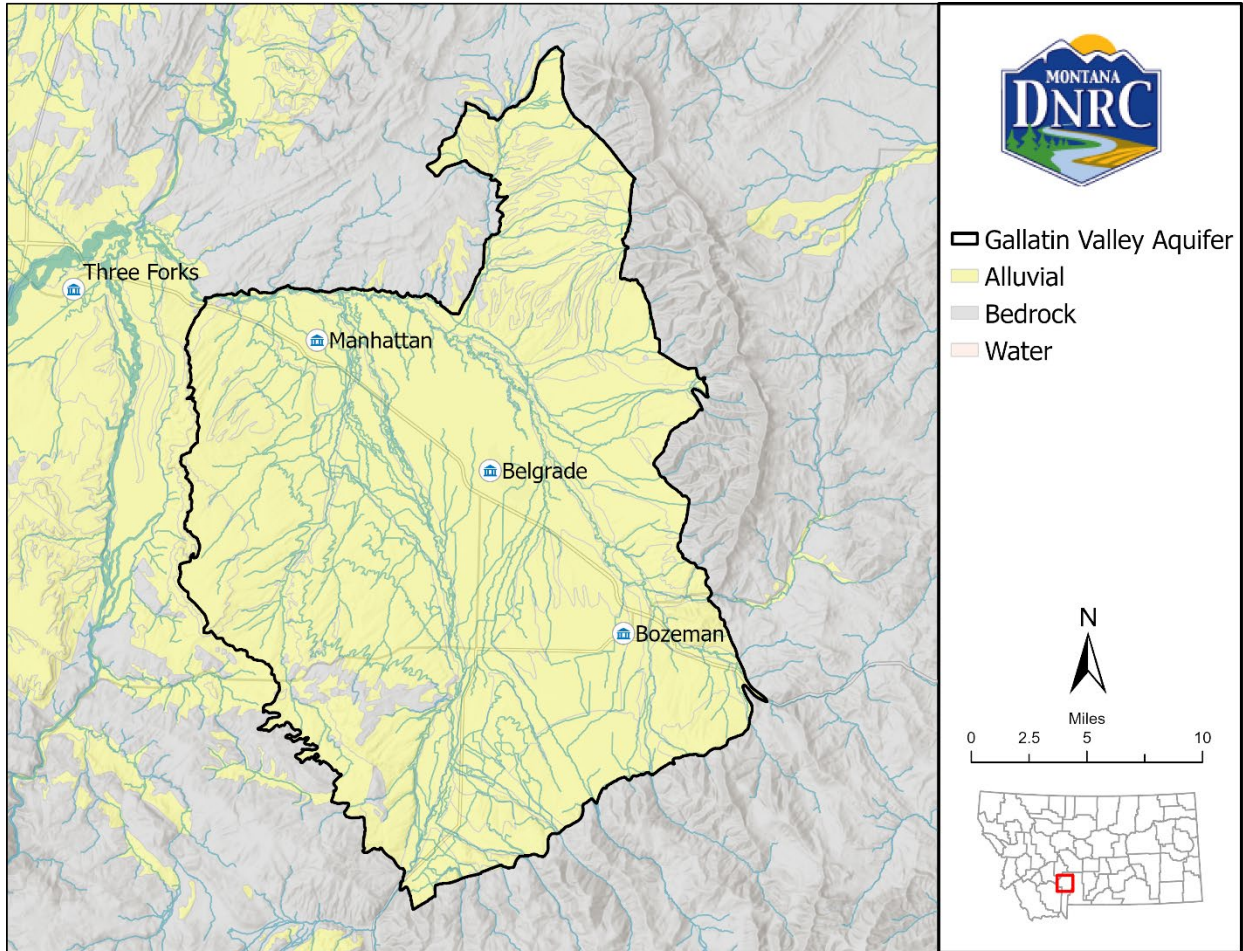 Three Forks
Manhattan
Belgrade
Bozeman
MONTANA
DNRC
Gallatin Valley Aquifer
Alluvial
Bedrock
Water
N
Miles
0 2.5 5 10